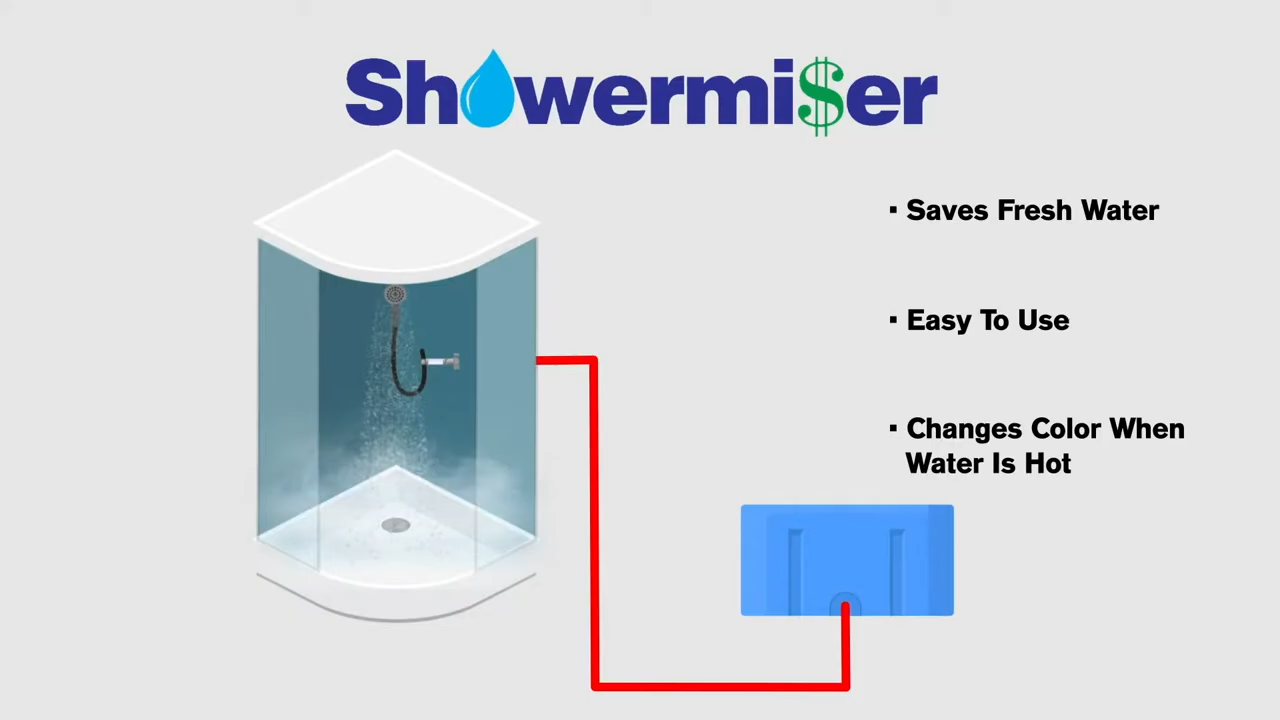 Showermi$er
▪ Saves Fresh Water
▪ Easy To Use
▪ Changes Color When
Water Is Hot